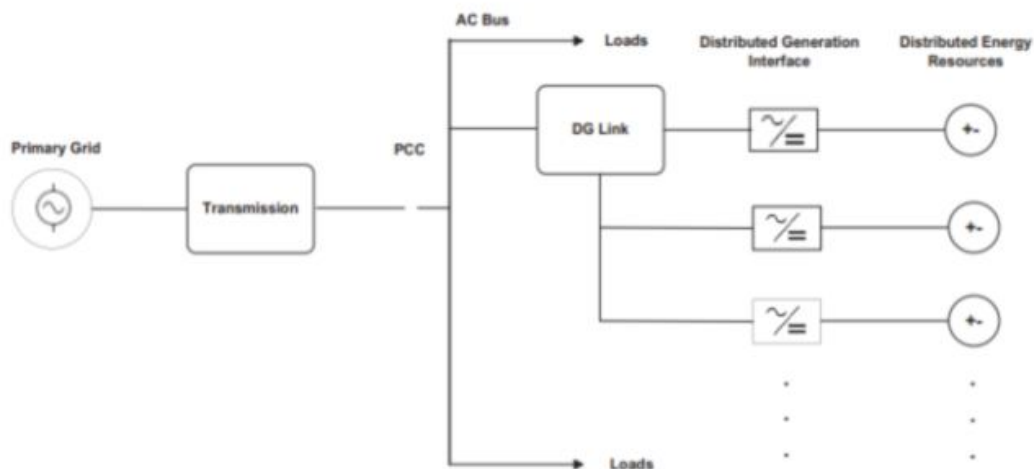 AC Bus
Loads
Distributed Generation
Interface
Distributed Energy
Resources
DG Link
+-
Primary Grid
PCC
Transmission
+-
+-
Loads